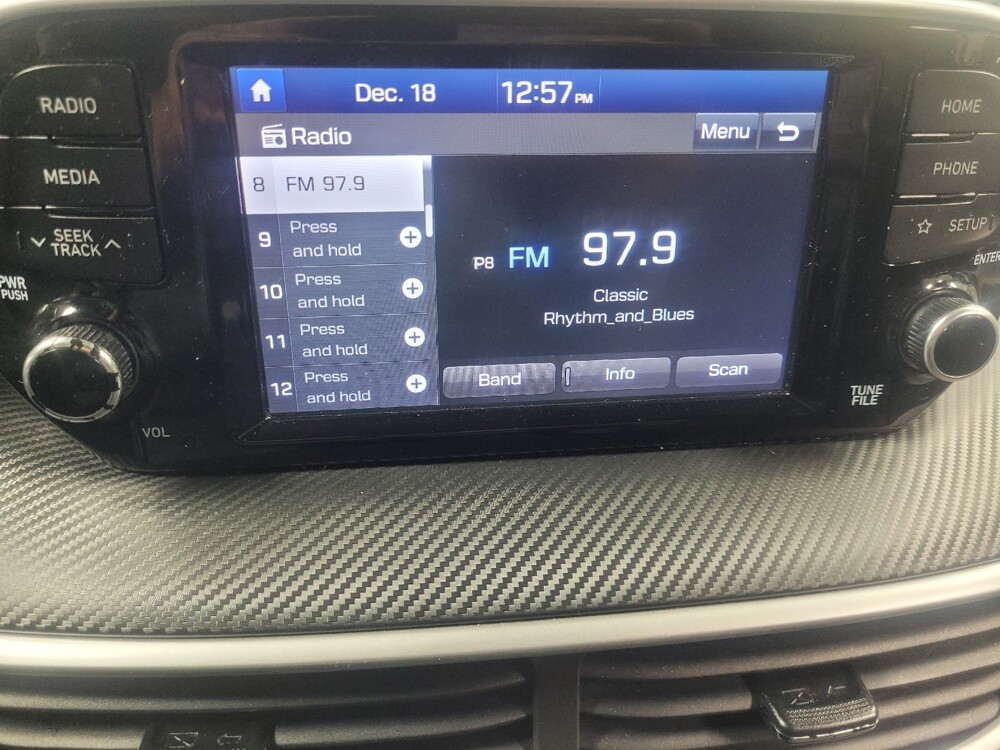 RADIO
MEDIA
SEEK
TRACK
PWR
PUSH
VOL
Dec. 18
12:57 PM
Radio
Menu
8 FM 97.9
9 Press
and hold
10 Press
and hold
11 Press
and hold
12 Press
and hold
P8 FM 97.9
Classic
Rhythm_and_Blues
Band
Info
Scan
HOME
PHONE
SETUP
ENTER
TUNE
FILE